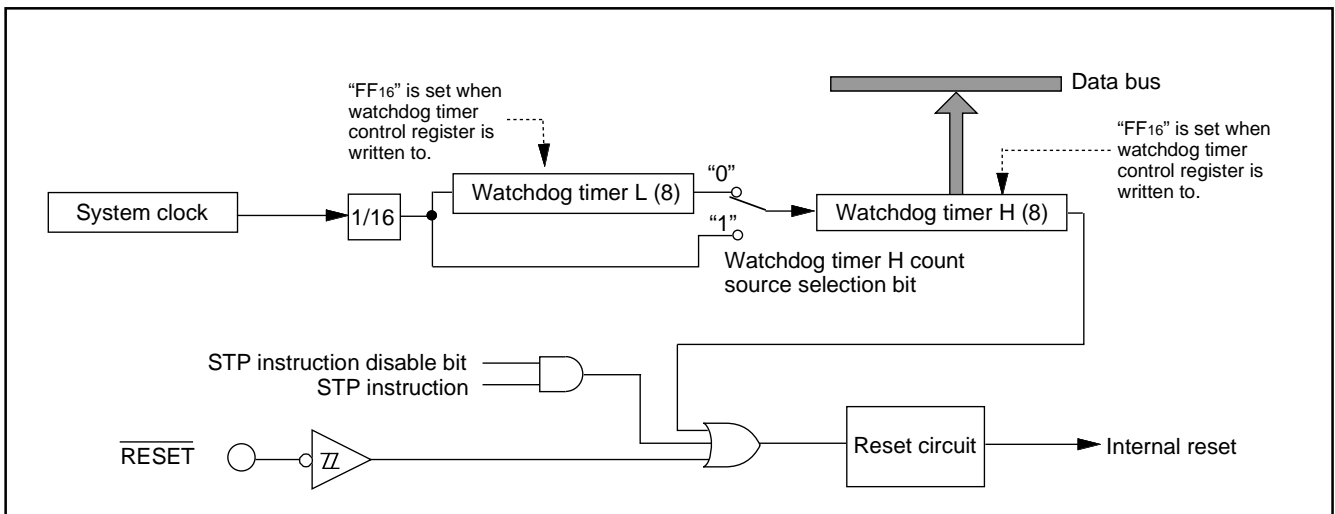 “FF16” is set when
watchdog timer
control register is
written to.
Data bus
“FF16” is set when
watchdog timer
control register is
written to.
System clock
1/16
Watchdog timer L (8)
“0”
“1”
Watchdog timer H (8)
Watchdog timer H count
source selection bit
STP instruction disable bit
STP instruction
RESET
Reset circuit
Internal reset